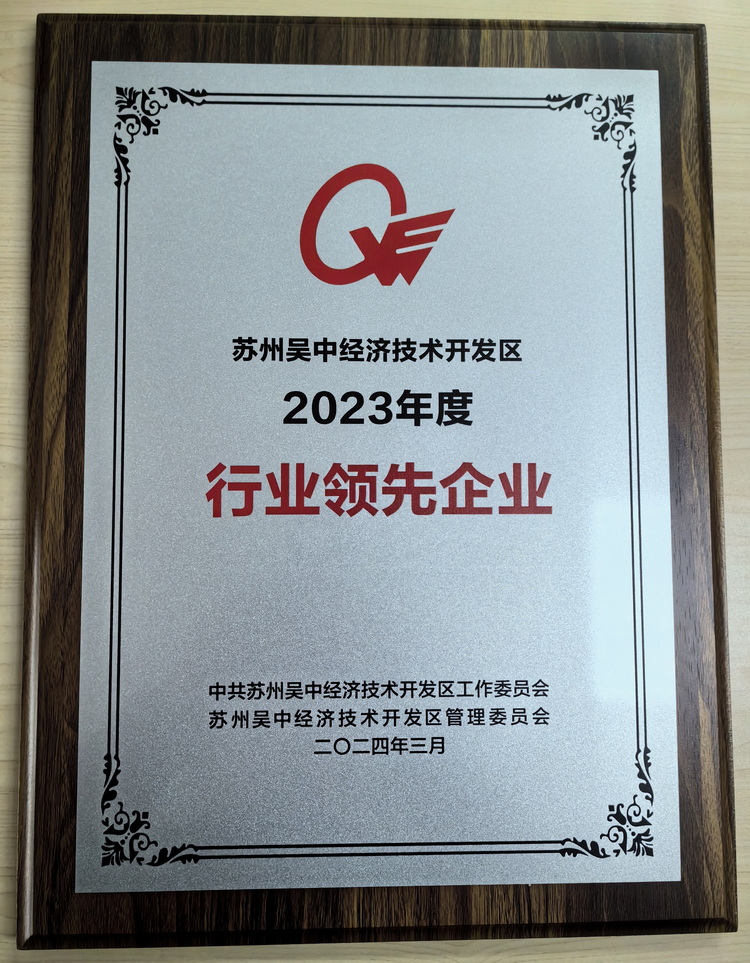 苏州吴中经济技术开发区
2023年度
行业领先企业
中共苏州吴中经济技术开发区工作委员会
苏州吴中经济技术开发区管理委员会
二〇二四年三月